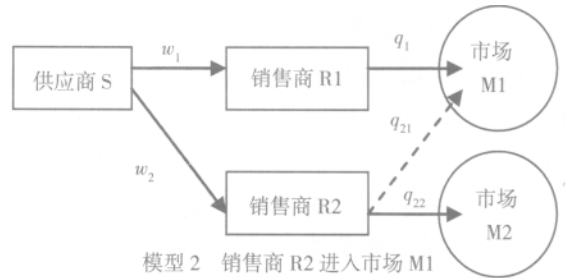 供应商 S
w₁
w₂
销售商 R1
销售商 R2
q₁
q₂₁
q₂₂
市场
M1
市场
M2
模型 2 销售商 R2 进入市场 M1